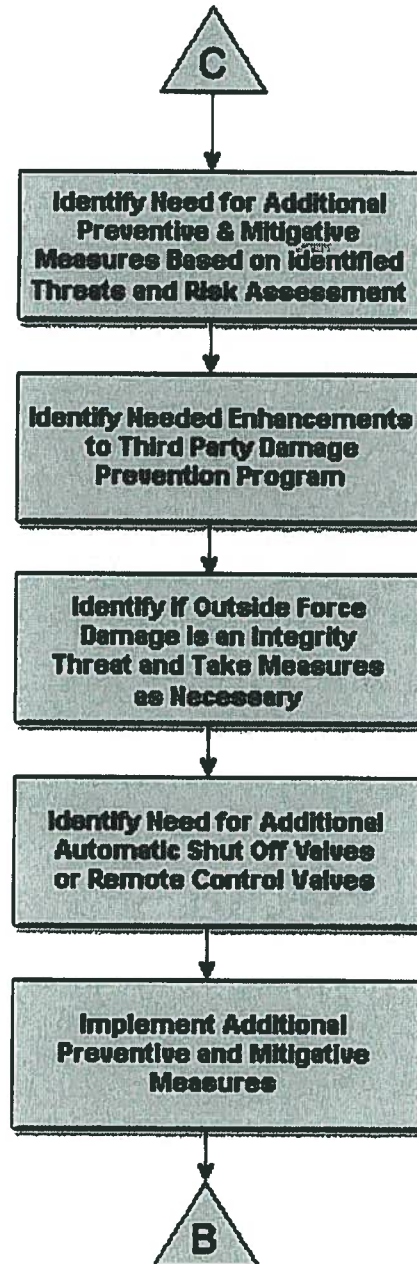 C
Identify Need for Additional
Preventive & Mitigative
Measures Based on Identified
Threats and Risk Assessment
Identify Needed Enhancements
to Third Party Damage
Prevention Program
Identify if Outside Force
Damage is an Integrity
Threat and Take Measures
as Necessary
Identify Need for Additional
Automatic Shut Off Valves
or Remote Control Valves
Implement Additional
Preventive and Mitigative
Measures
B